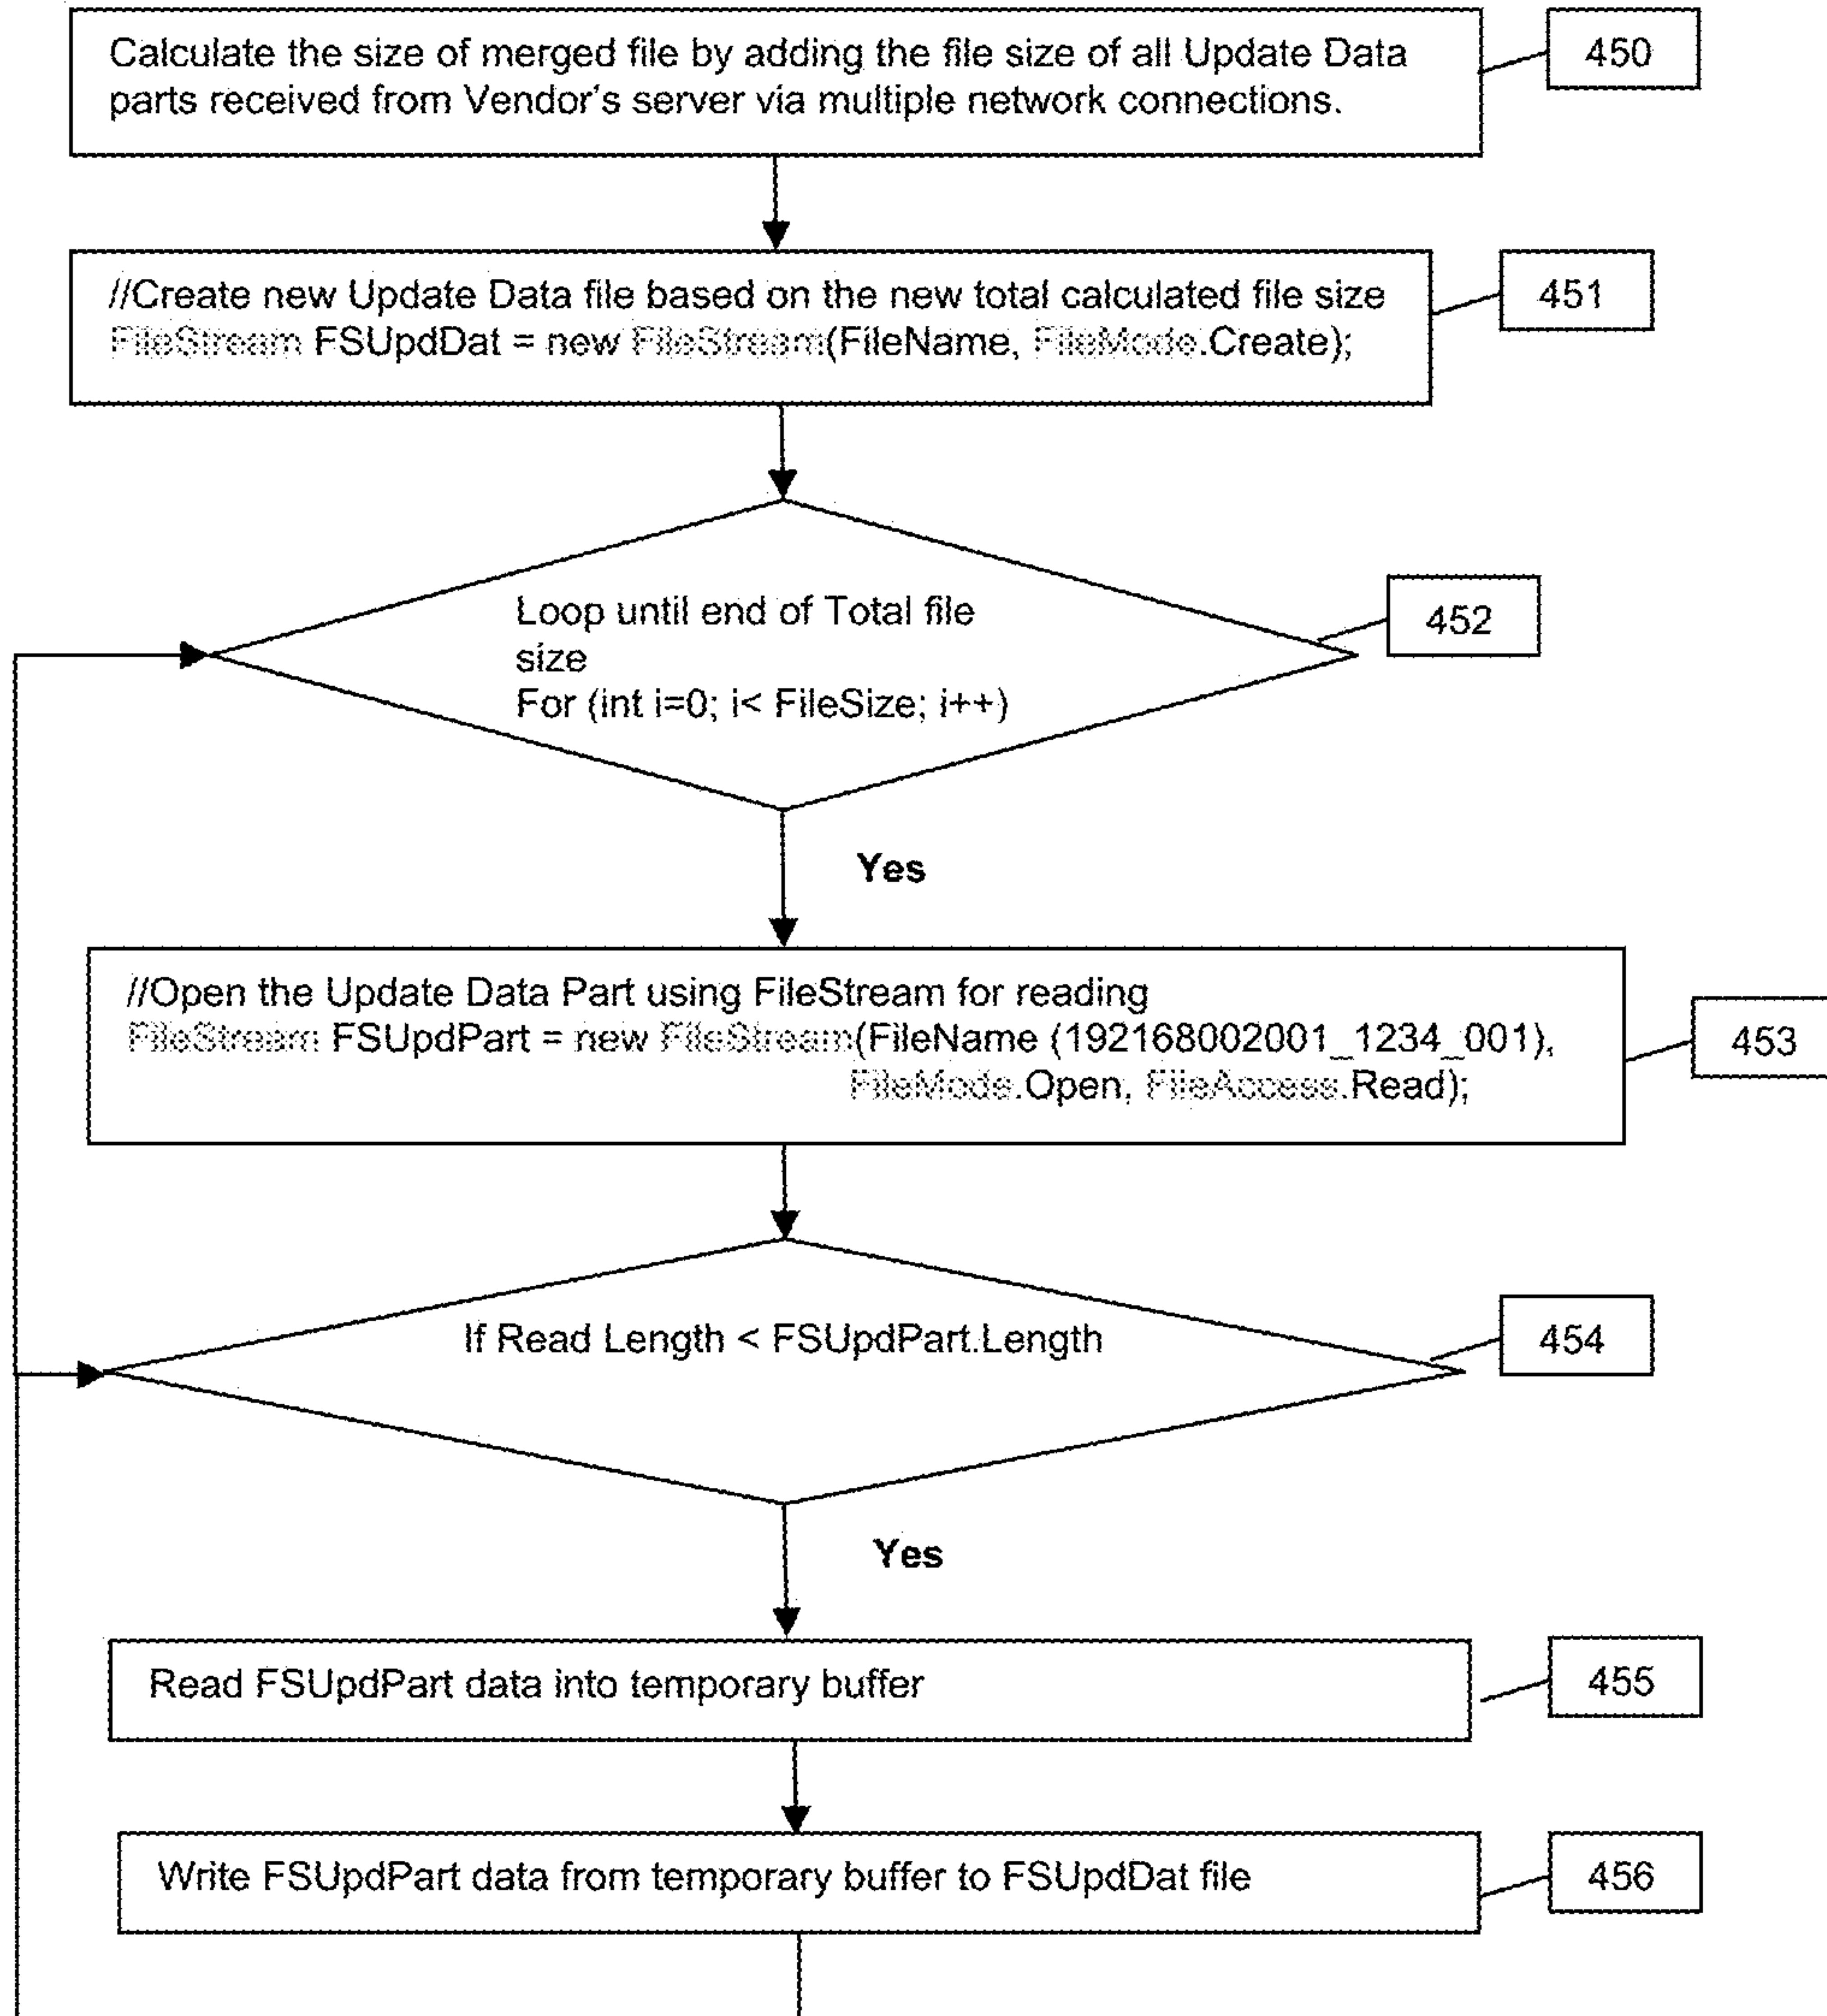 Calculate the size of merged file by adding the file size of all Update Data
parts received from Vendor's server via multiple network connections.
450
//Create new Update Data file based on the new total calculated file size
FileStream FSUpdDat = new FileStream(FileName, FileMode.Create);
451
Loop until end of Total file
size
For (int i=0; i< FileSize; i++)
452
Yes
//Open the Update Data Part using FileStream for reading
FileStream FSUpdPart = new FileStream(FileName (192168002001_1234_001),
FileMode.Open, FileAccess.Read);
453
If Read Length < FSUpdPart.Length
454
Yes
Read FSUpdPart data into temporary buffer
455
Write FSUpdPart data from temporary buffer to FSUpdDat file
456